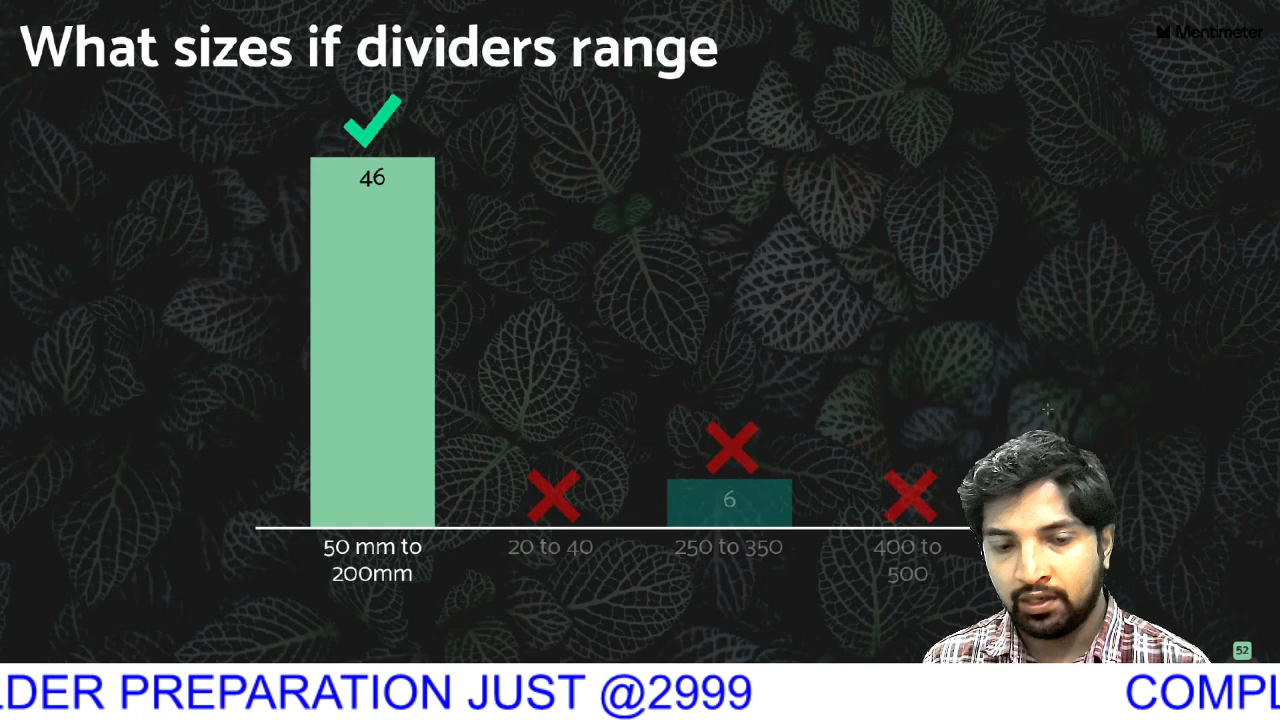 What sizes if dividers range
Mentimeter
46
6
50 mm to
200mm
20 to 40
250 to 350
400 to
500
52
LDER PREPARATION JUST @2999
COMPL